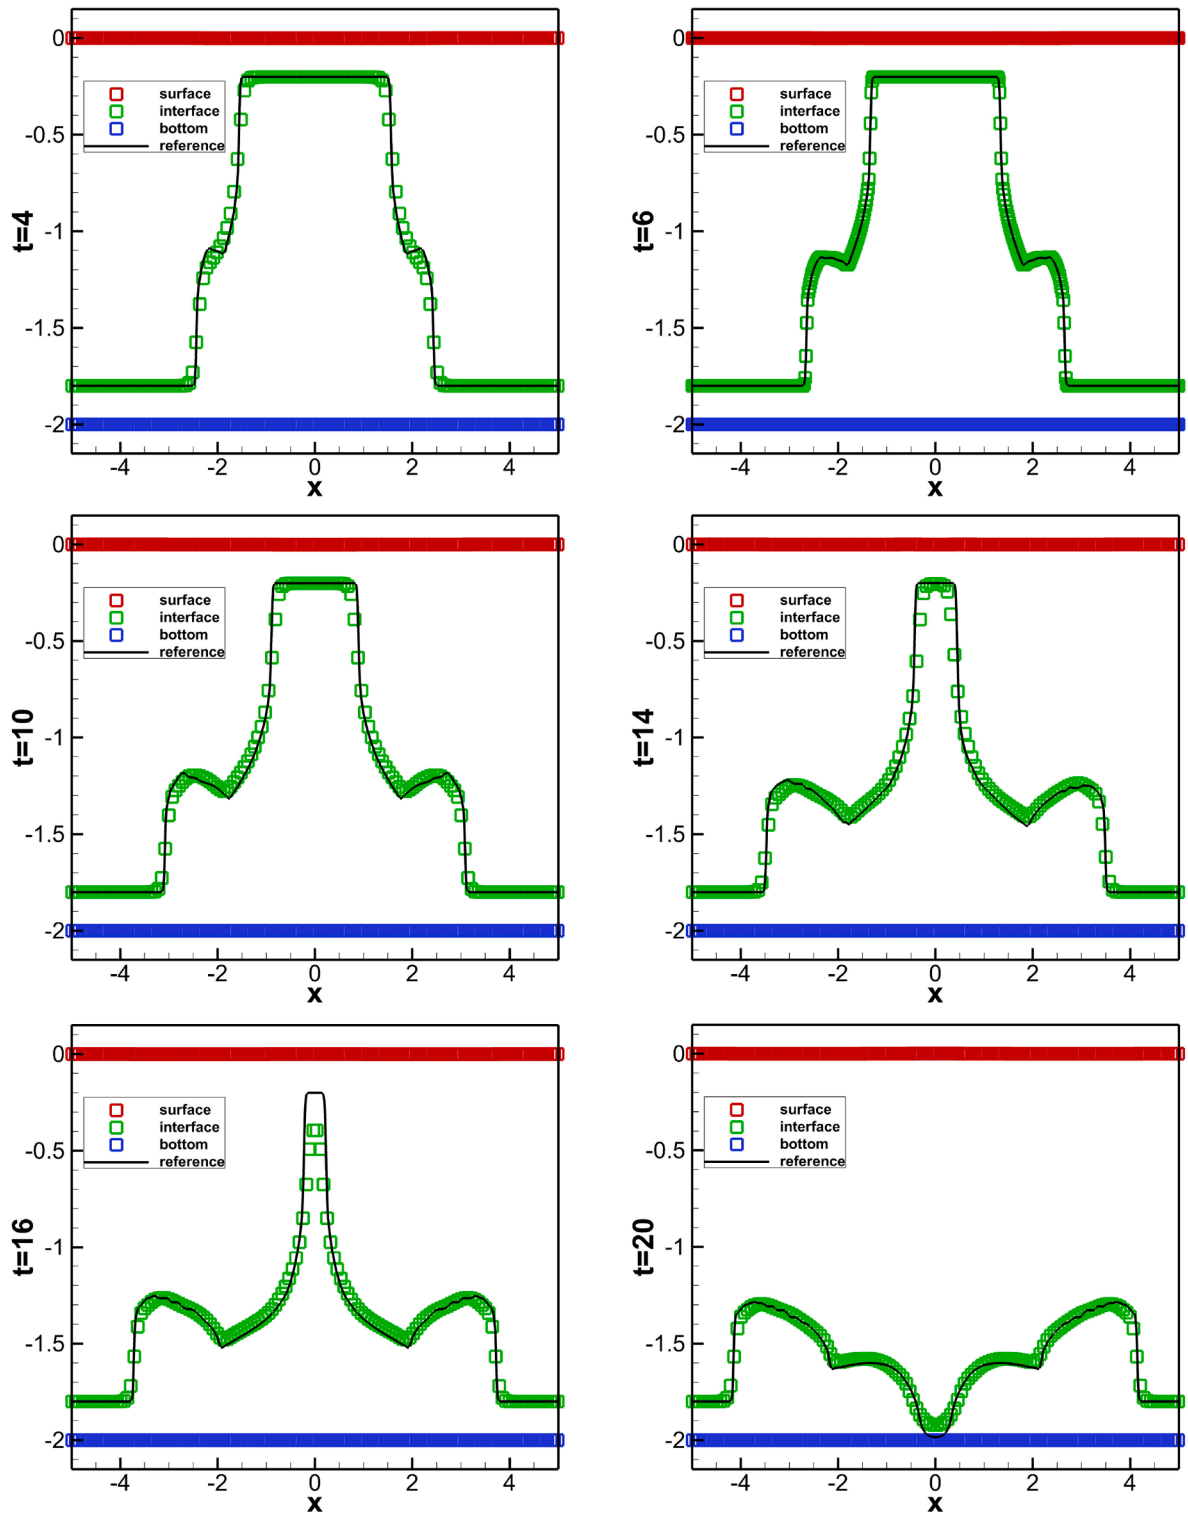 0
-0.5
-1
-1.5
-2
t=4
surface
interface
bottom
reference
-4 -2 0 2 4
x
0
-0.5
-1
-1.5
-2
t=6
surface
interface
bottom
reference
-4 -2 0 2 4
x
0
-0.5
-1
-1.5
-2
t=10
surface
interface
bottom
reference
-4 -2 0 2 4
x
0
-0.5
-1
-1.5
-2
t=14
surface
interface
bottom
reference
-4 -2 0 2 4
x
0
-0.5
-1
-1.5
-2
t=16
surface
interface
bottom
reference
-4 -2 0 2 4
x
0
-0.5
-1
-1.5
-2
t=20
surface
interface
bottom
reference
-4 -2 0 2 4
x